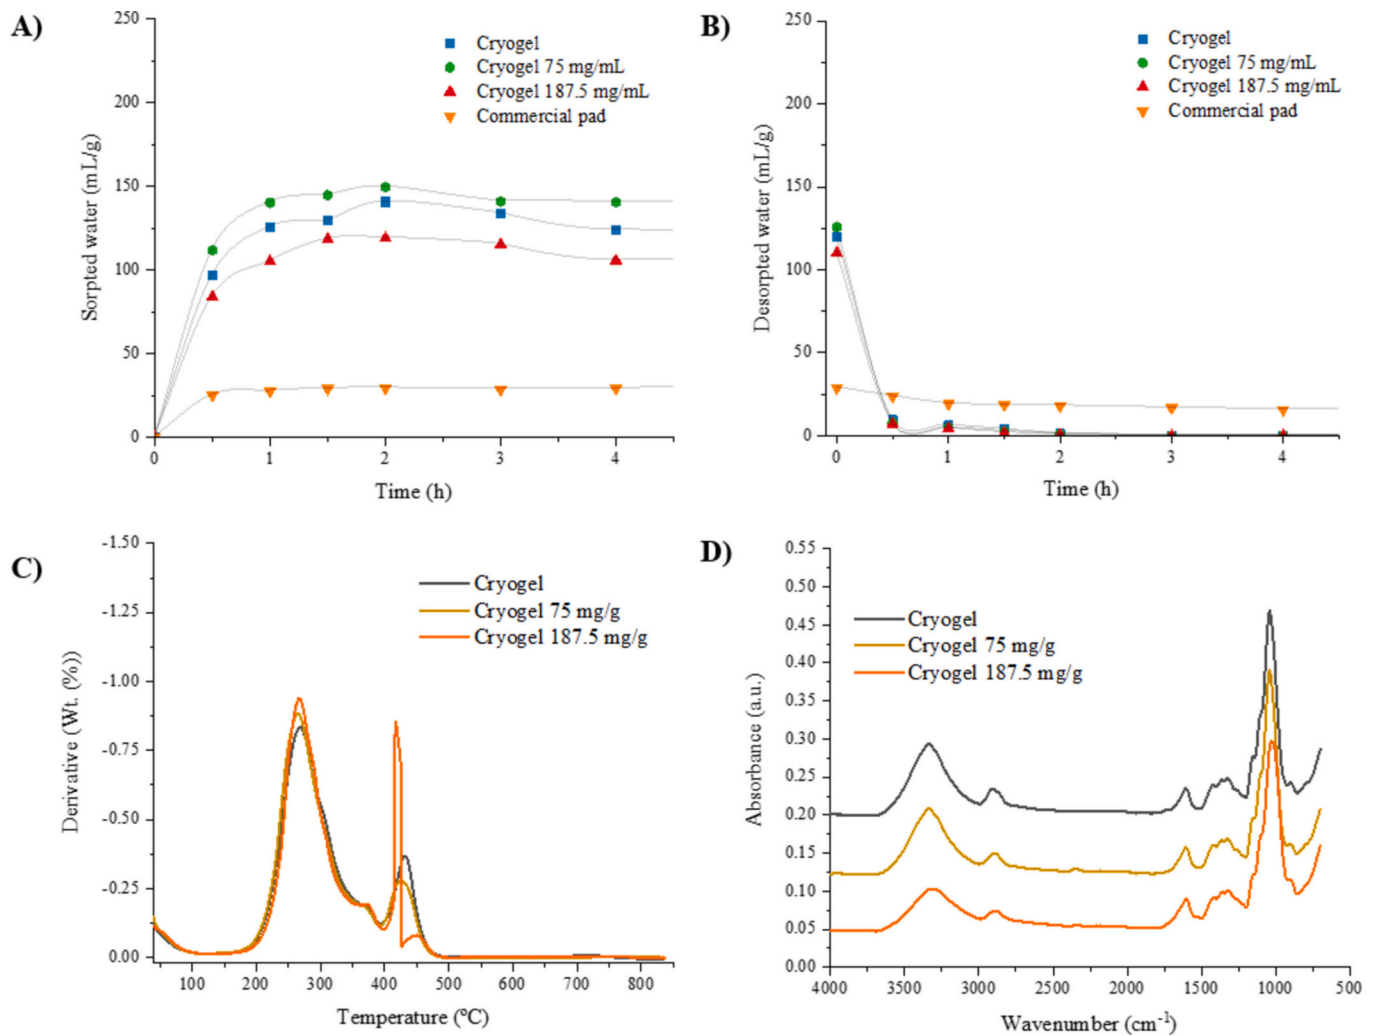 A)
250
200
150
100
50
0
Sorpted water (mL/g)
Cryogel
Cryogel 75 mg/mL
Cryogel 187.5 mg/mL
Commercial pad
0 1 2 3 4
Time (h)
B)
250
200
150
100
50
0
Desorpted water (mL/g)
Cryogel
Cryogel 75 mg/mL
Cryogel 187.5 mg/mL
Commercial pad
0 1 2 3 4
Time (h)
C)
-1.50
-1.25
-1.00
-0.75
-0.50
-0.25
0.00
Derivative (Wt. (%))
Cryogel
Cryogel 75 mg/g
Cryogel 187.5 mg/g
100 200 300 400 500 600 700 800
Temperature (ºC)
D)
0.55
0.50
0.45
0.40
0.35
0.30
0.25
0.20
0.15
0.10
0.05
0.00
Absorbance (a.u.)
Cryogel
Cryogel 75 mg/g
Cryogel 187.5 mg/g
4000 3500 3000 2500 2000 1500 1000 500
Wavenumber (cm⁻¹)